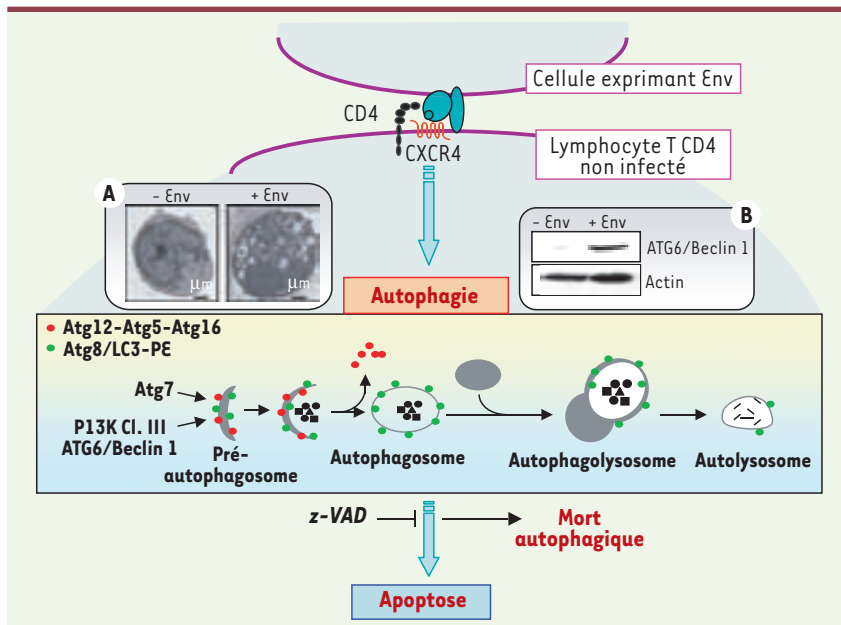 Cellule exprimant Env
CD4
CXCR4
Lymphocyte T CD4
non infecté
A
- Env
+ Env
µm
µm
B
- Env
+ Env
ATG6/Beclin 1
Actin
Autophagie
Atg12-Atg5-Atg16
Atg8/LC3-PE
Atg7
P13K Cl. III
ATG6/Beclin 1
Pré-
autophagosome
Autophagosome
Autophagolysosome
Autolysosome
z-VAD
Mort
autophagique
Apoptose